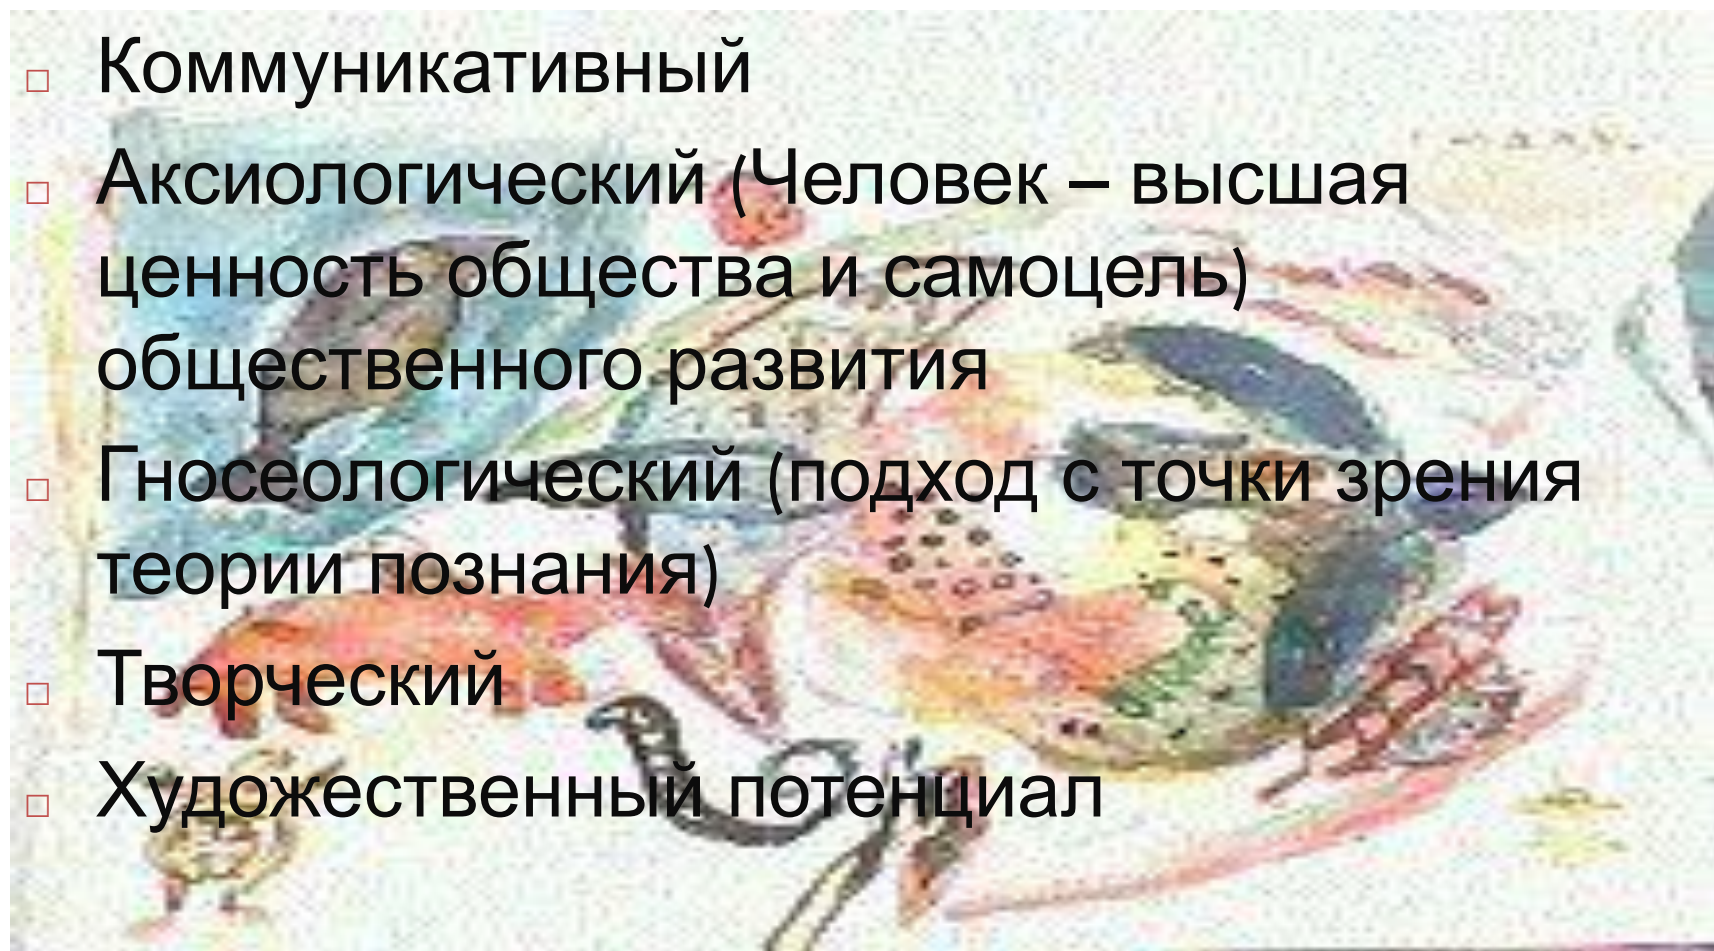 Коммуникативный
Аксиологический (Человек – высшая
ценность общества и самоцель)
общественного развития
Гносеологический (подход с точки зрения
теории познания)
Творческий
Художественный потенциал